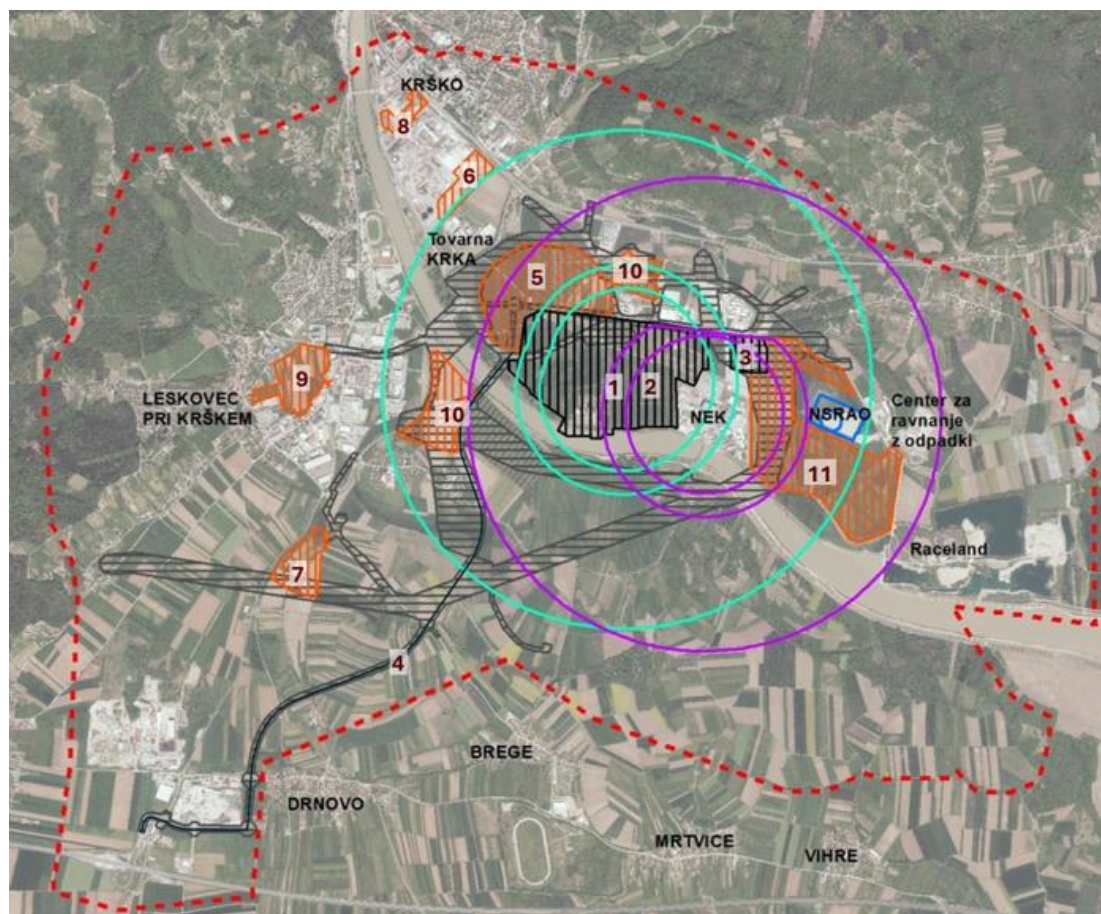 KRŠKO
8
6
Tovarna
KRKA
5
10
3
9
LESKOVEC
PRI KRŠKEM
10
1
2
NEK
NSRAO
Center za
ravnanje
z odpadki
11
Raceland
7
4
BREGE
DRNOVO
MRTVICE
VIHRE